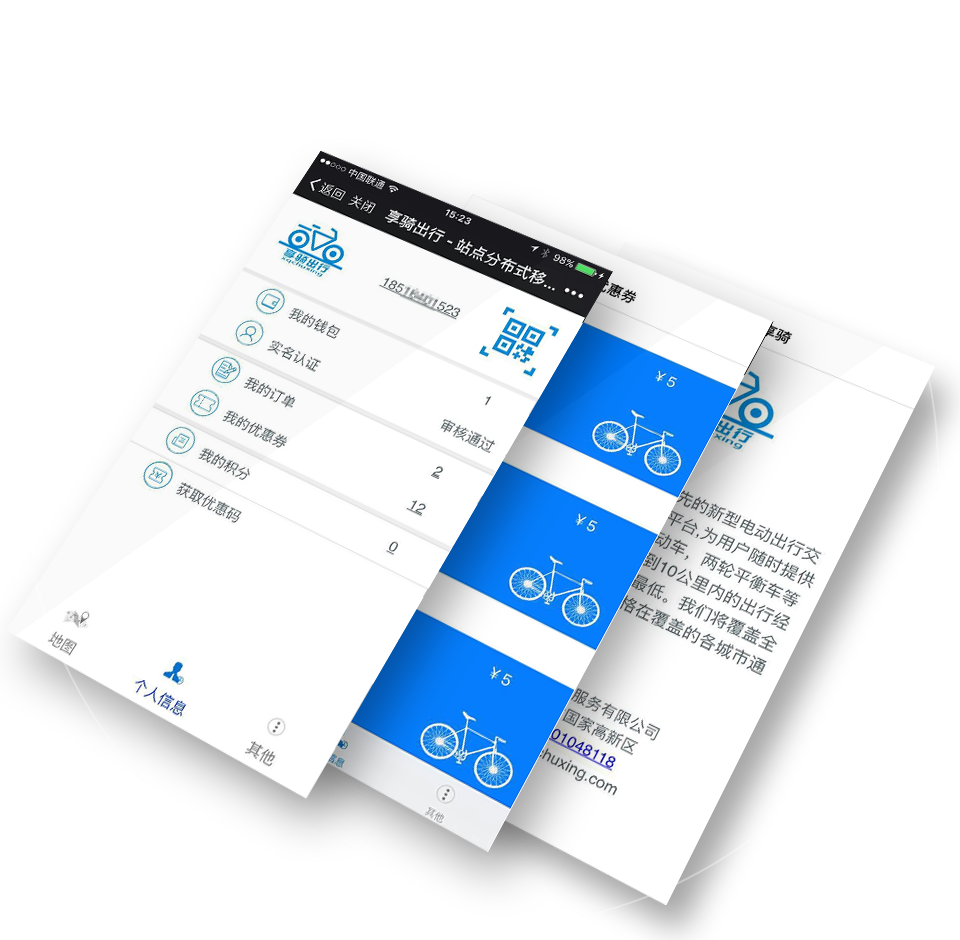 中国联通
15:23
98%
返回 关闭
享骑出行 - 站点分布式移...
享骑出行
xqchuxing
1523
我的钱包
1
实名认证
审核通过
我的订单
2
我的优惠券
12
我的积分
0
获取优惠码
地图
个人信息
其他
惠券
¥5
¥5
¥5
信息
其他
享骑
出行
xing
先的新型电动出行交
平台,为用户随时提供
动车，两轮平衡车等
到10公里内的出行经
最低。我们将覆盖全
格在覆盖的各城市通
服务有限公司
国家高新区
01048118
huxing.com